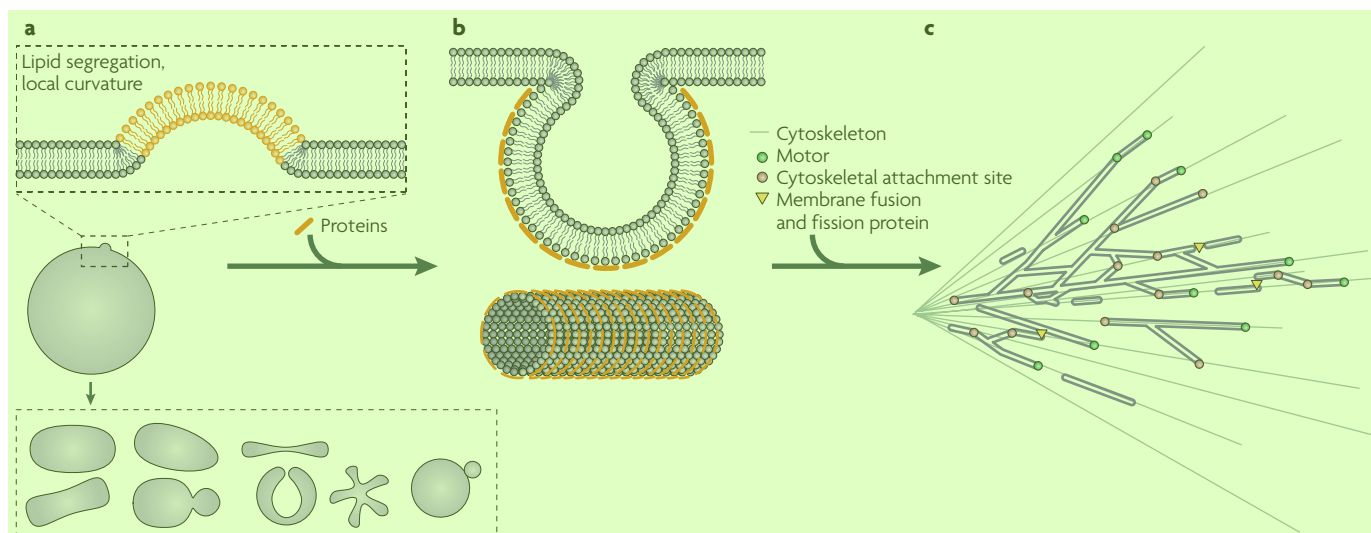 a
Lipid segregation,
local curvature
Proteins
b
Cytoskeleton
Motor
Cytoskeletal attachment site
Membrane fusion
and fission protein
c